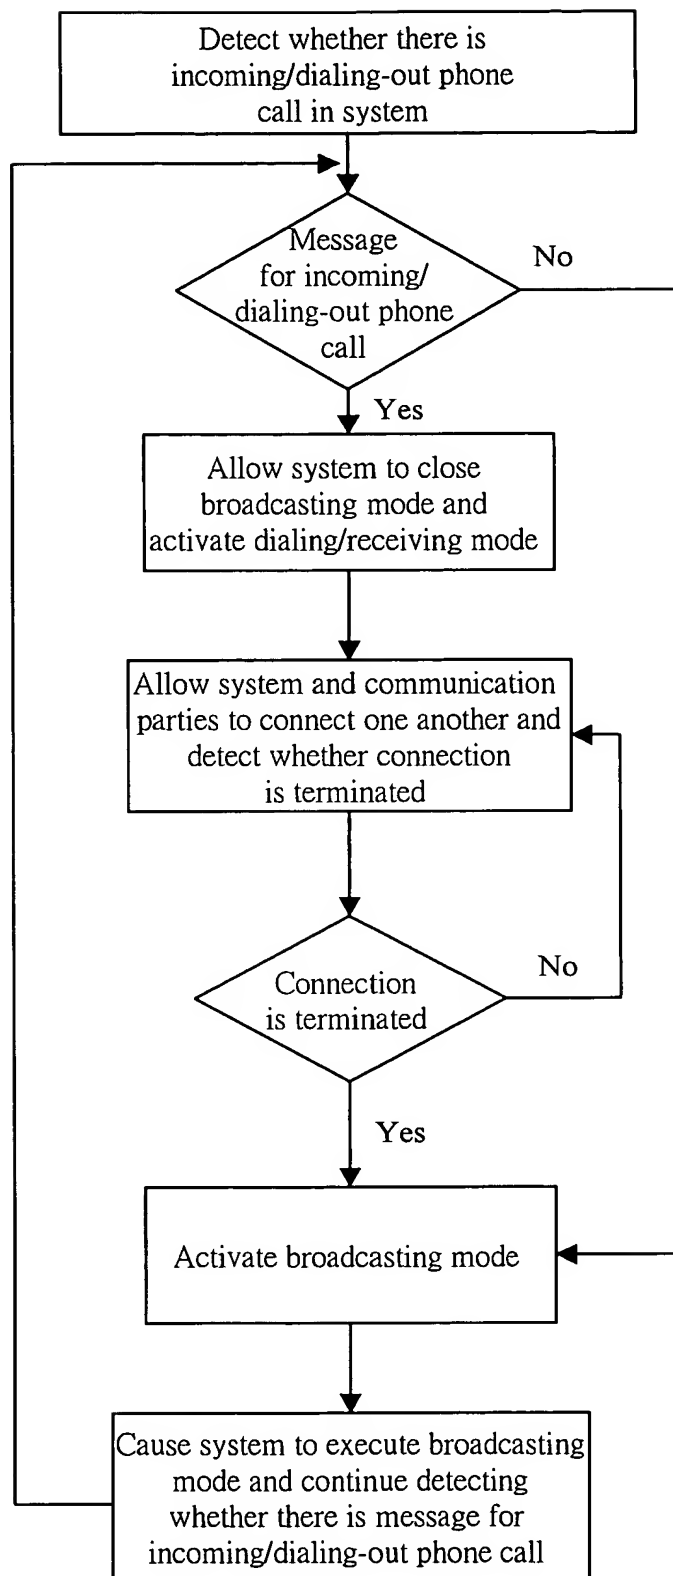 Detect whether there is
incoming/dialing-out phone
call in system
Message
for incoming/
dialing-out phone
call
No
Yes
Allow system to close
broadcasting mode and
activate dialing/receiving mode
Allow system and communication
parties to connect one another and
detect whether connection
is terminated
Connection
is terminated
No
Yes
Activate broadcasting mode
Cause system to execute broadcasting
mode and continue detecting
whether there is message for
incoming/dialing-out phone call